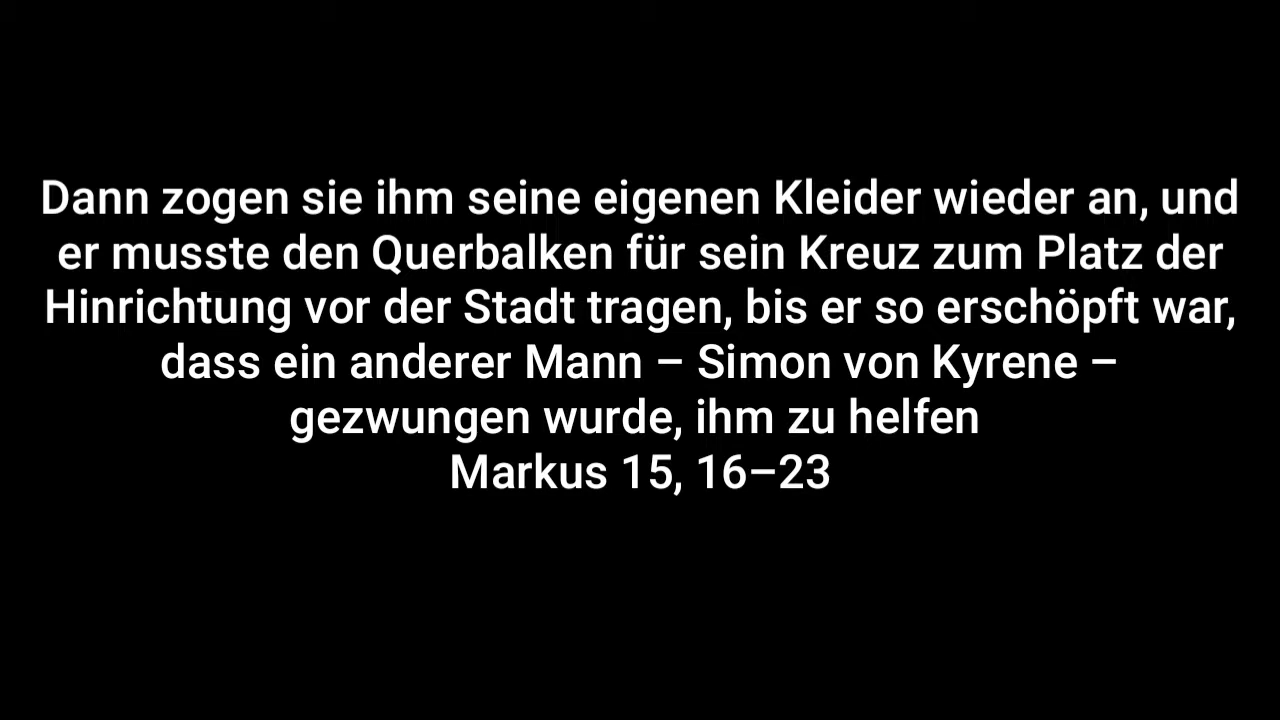 Dann zogen sie ihm seine eigenen Kleider wieder an, und
er musste den Querbalken für sein Kreuz zum Platz der
Hinrichtung vor der Stadt tragen, bis er so erschöpft war,
dass ein anderer Mann – Simon von Kyrene –
gezwungen wurde, ihm zu helfen
Markus 15, 16–23